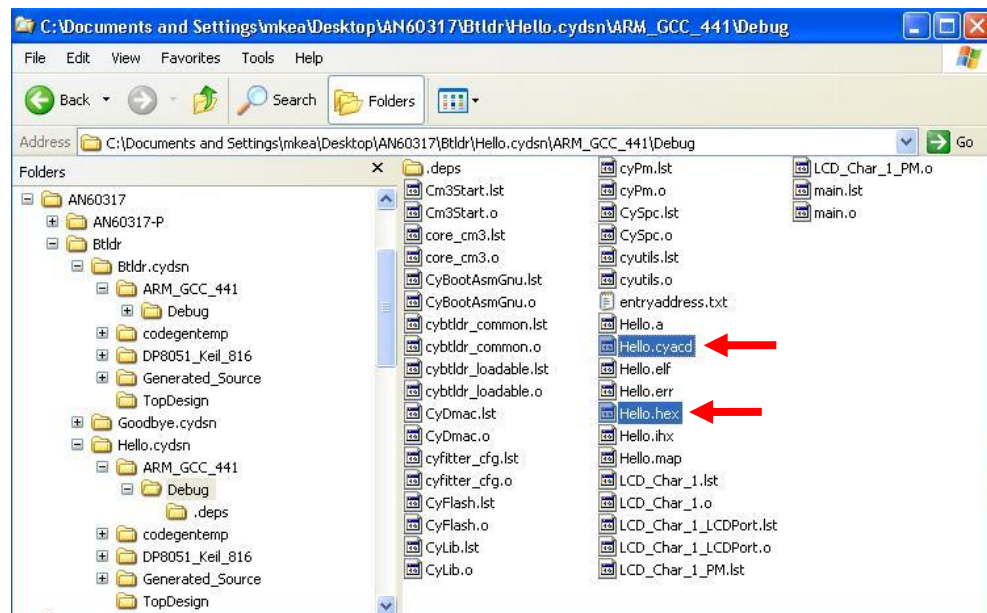 C:\Documents and Settings\mkea\Desktop\AN60317\Btldr\Hello.cydsn\ARM_GCC_441\Debug
File Edit View Favorites Tools Help
Back Search Folders
Address C:\Documents and Settings\mkea\Desktop\AN60317\Btldr\Hello.cydsn\ARM_GCC_441\Debug Go
Folders
AN60317
AN60317-P
Btldr
Btldr.cydsn
ARM_GCC_441
Debug
codegentemp
DP8051_Keil_816
Generated_Source
TopDesign
Goodbye.cydsn
Hello.cydsn
ARM_GCC_441
Debug
.deps
codegentemp
DP8051_Keil_816
Generated_Source
TopDesign
.deps
Cm3Start.lst
Cm3Start.o
core_cm3.lst
core_cm3.o
CyBootAsmGnu.lst
CyBootAsmGnu.o
cybtldr_common.lst
cybtldr_common.o
cybtldr_loadable.lst
cybtldr_loadable.o
CyDmac.lst
CyDmac.o
cyfitter_cfg.lst
cyfitter_cfg.o
CyFlash.lst
CyFlash.o
CyLib.lst
CyLib.o
cyPm.lst
cyPm.o
CySpc.lst
CySpc.o
cyutils.lst
cyutils.o
entryaddress.txt
Hello.a
Hello.cyacd
Hello.elf
Hello.err
Hello.hex
Hello.ihx
Hello.map
LCD_Char_1.lst
LCD_Char_1.o
LCD_Char_1_LCDPort.lst
LCD_Char_1_LCDPort.o
LCD_Char_1_PM.lst
LCD_Char_1_PM.o
main.lst
main.o